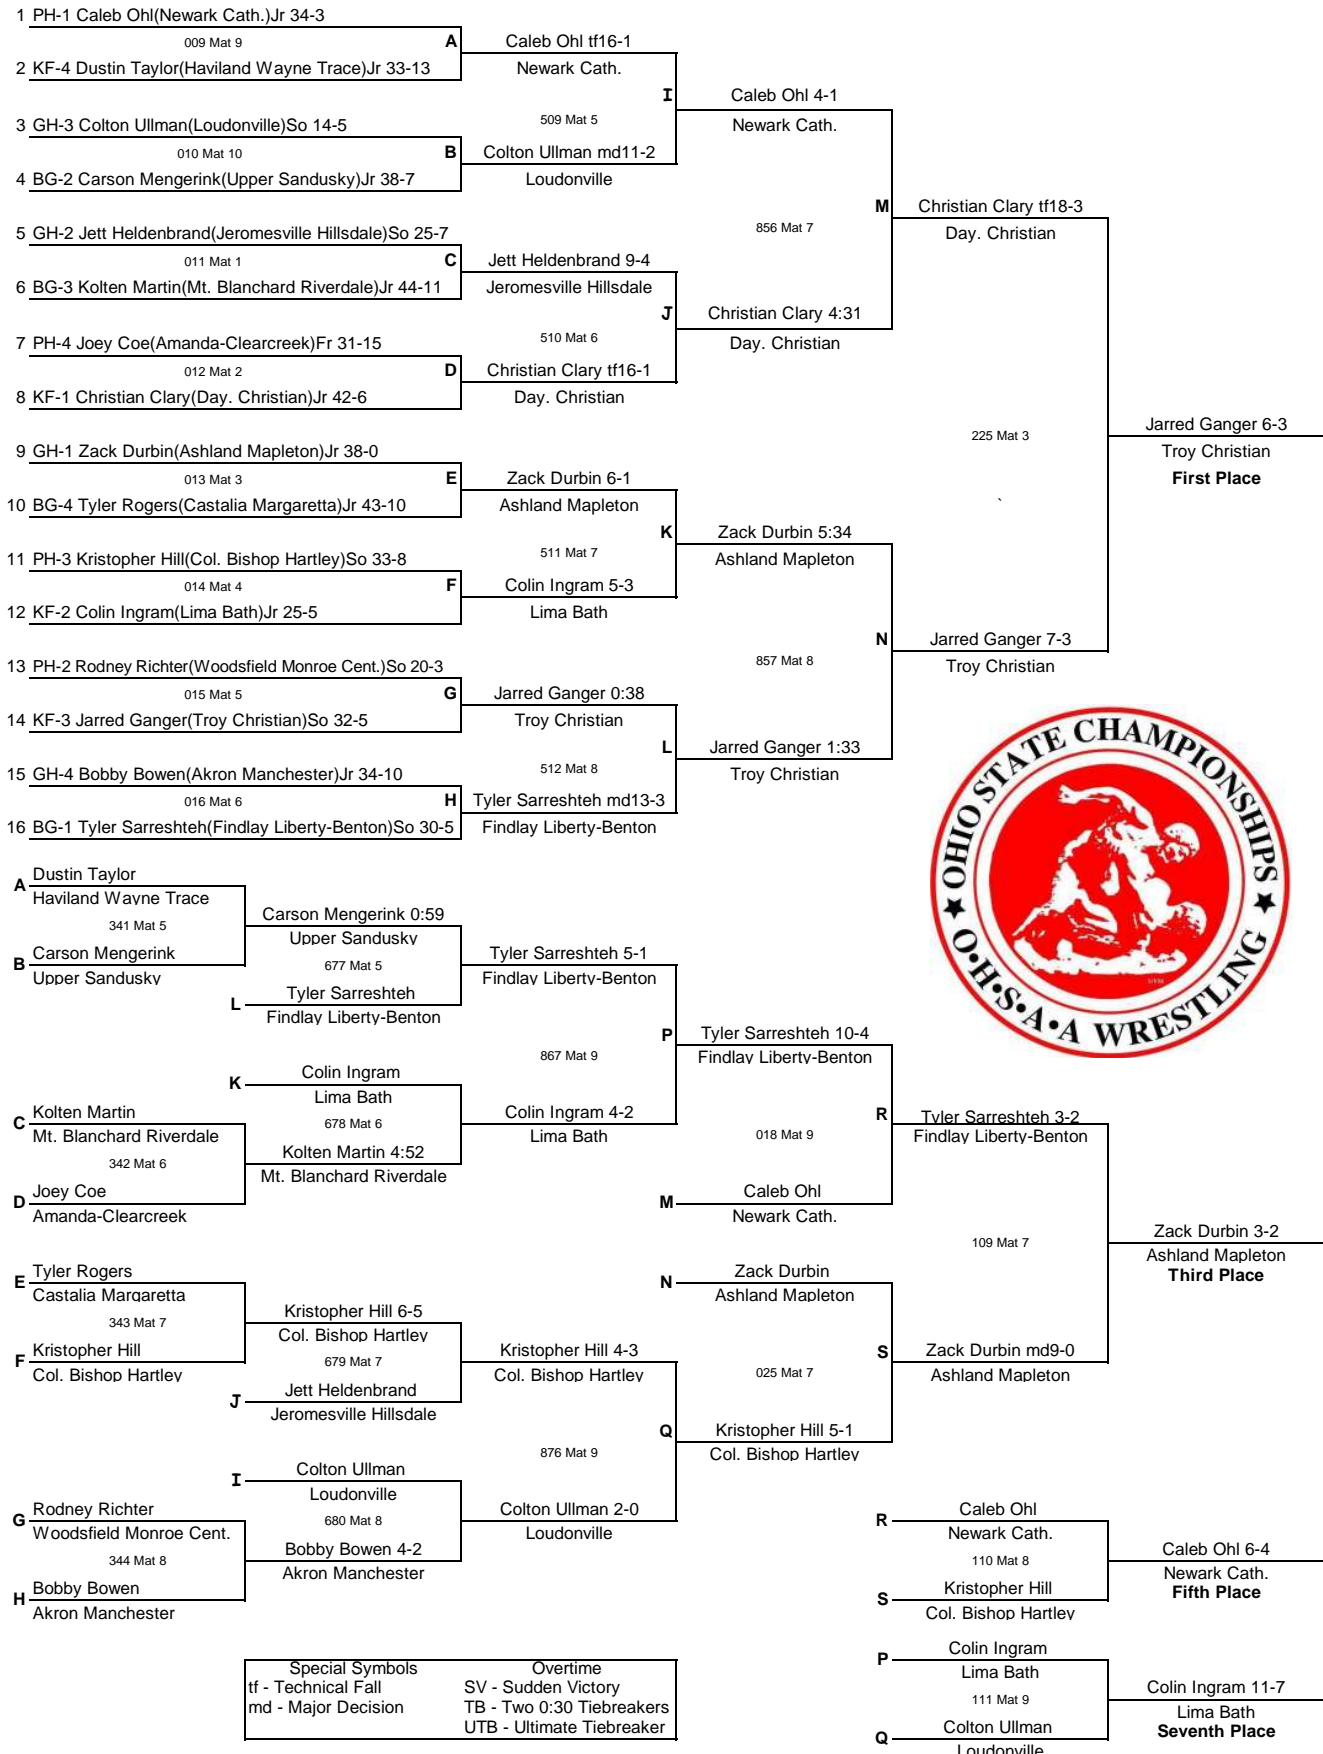 1 PH-1 Caleb Ohl(Newark Cath.)Jr 34-3
009 Mat 9
A
2 KF-4 Dustin Taylor(Haviland Wayne Trace)Jr 33-13
Caleb Ohl tf16-1
Newark Cath.
3 GH-3 Colton Ullman(Loudonville)So 14-5
010 Mat 10
B
4 BG-2 Carson Mengerink(Upper Sandusky)Jr 38-7
Colton Ullman md11-2
Loudonville
I
509 Mat 5
Caleb Ohl 4-1
Newark Cath.
5 GH-2 Jett Heldenbrand(Jeromesville Hillsdale)So 25-7
011 Mat 1
C
6 BG-3 Kolten Martin(Mt. Blanchard Riverdale)Jr 44-11
Jett Heldenbrand 9-4
Jeromesville Hillsdale
7 PH-4 Joey Coe(Amanda-Clearcreek)Fr 31-15
012 Mat 2
D
8 KF-1 Christian Clary(Day. Christian)Jr 42-6
Christian Clary tf16-1
Day. Christian
J
510 Mat 6
Christian Clary 4:31
Day. Christian
M
856 Mat 7
Christian Clary tf18-3
Day. Christian
9 GH-1 Zack Durbin(Ashland Mapleton)Jr 38-0
013 Mat 3
E
10 BG-4 Tyler Rogers(Castalia Margaretta)Jr 43-10
Zack Durbin 6-1
Ashland Mapleton
11 PH-3 Kristopher Hill(Col. Bishop Hartley)So 33-8
014 Mat 4
F
12 KF-2 Colin Ingram(Lima Bath)Jr 25-5
Colin Ingram 5-3
Lima Bath
K
511 Mat 7
Zack Durbin 5:34
Ashland Mapleton
13 PH-2 Rodney Richter(Woodsfield Monroe Cent.)So 20-3
015 Mat 5
G
14 KF-3 Jarred Ganger(Troy Christian)So 32-5
Jarred Ganger 0:38
Troy Christian
15 GH-4 Bobby Bowen(Akron Manchester)Jr 34-10
016 Mat 6
H
16 BG-1 Tyler Sarreshteh(Findlay Liberty-Benton)So 30-5
Tyler Sarreshteh md13-3
Findlay Liberty-Benton
L
512 Mat 8
Jarred Ganger 1:33
Troy Christian
N
857 Mat 8
Jarred Ganger 7-3
Troy Christian
225 Mat 3
`
Jarred Ganger 6-3
Troy Christian
First Place
★ OHIO STATE CHAMPIONSHIPS ★
O•H•S•A•A WRESTLING
A Dustin Taylor
Haviland Wayne Trace
341 Mat 5
B Carson Mengerink
Upper Sandusky
Carson Mengerink 0:59
Upper Sandusky
677 Mat 5
L Tyler Sarreshteh
Findlay Liberty-Benton
Tyler Sarreshteh 5-1
Findlay Liberty-Benton
K Colin Ingram
Lima Bath
678 Mat 6
C Kolten Martin
Mt. Blanchard Riverdale
342 Mat 6
D Joey Coe
Amanda-Clearcreek
Kolten Martin 4:52
Mt. Blanchard Riverdale
Colin Ingram 4-2
Lima Bath
P
867 Mat 9
Tyler Sarreshteh 10-4
Findlay Liberty-Benton
018 Mat 9
M Caleb Ohl
Newark Cath.
R
Tyler Sarreshteh 3-2
Findlay Liberty-Benton
E Tyler Rogers
Castalia Margaretta
343 Mat 7
F Kristopher Hill
Col. Bishop Hartley
Kristopher Hill 6-5
Col. Bishop Hartley
679 Mat 7
J Jett Heldenbrand
Jeromesville Hillsdale
Kristopher Hill 4-3
Col. Bishop Hartley
I Colton Ullman
Loudonville
680 Mat 8
G Rodney Richter
Woodsfield Monroe Cent.
344 Mat 8
H Bobby Bowen
Akron Manchester
Bobby Bowen 4-2
Akron Manchester
Colton Ullman 2-0
Loudonville
Q
876 Mat 9
N Zack Durbin
Ashland Mapleton
025 Mat 7
Kristopher Hill 5-1
Col. Bishop Hartley
S
Zack Durbin md9-0
Ashland Mapleton
109 Mat 7
Zack Durbin 3-2
Ashland Mapleton
Third Place
R Caleb Ohl
Newark Cath.
110 Mat 8
S Kristopher Hill
Col. Bishop Hartley
Caleb Ohl 6-4
Newark Cath.
Fifth Place
P Colin Ingram
Lima Bath
111 Mat 9
Q Colton Ullman
Loudonville
Colin Ingram 11-7
Lima Bath
Seventh Place
Special Symbols Overtime
tf - Technical Fall SV - Sudden Victory
md - Major Decision TB - Two 0:30 Tiebreakers
UTB - Ultimate Tiebreaker